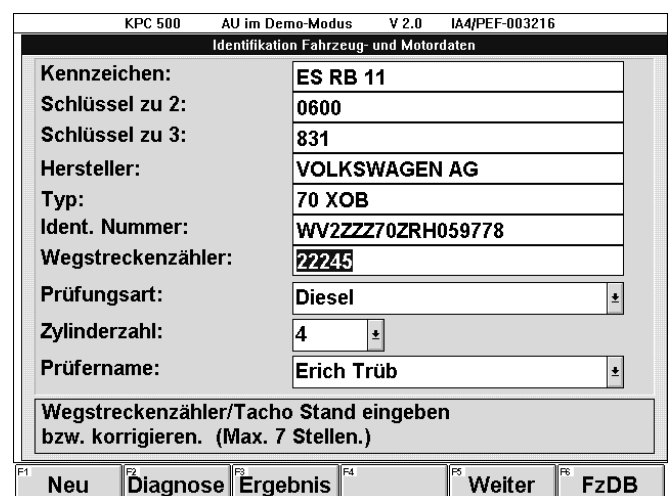 KPC 500 AU im Demo-Modus V 2.0 IA4/PEF-003216
Identifikation Fahrzeug- und Motordaten
Kennzeichen: ES RB 11
Schlüssel zu 2: 0600
Schlüssel zu 3: 831
Hersteller: VOLKSWAGEN AG
Typ: 70 XOB
Ident. Nummer: WV2ZZZ70ZRH059778
Wegstreckenzähler: 22245
Prüfungsart: Diesel
Zylinderzahl: 4
Prüfername: Erich Trüb
Wegstreckenzähler/Tacho Stand eingeben
bzw. korrigieren. (Max. 7 Stellen.)
F1 Neu F2 Diagnose F3 Ergebnis F4 F5 Weiter F6 FzDB